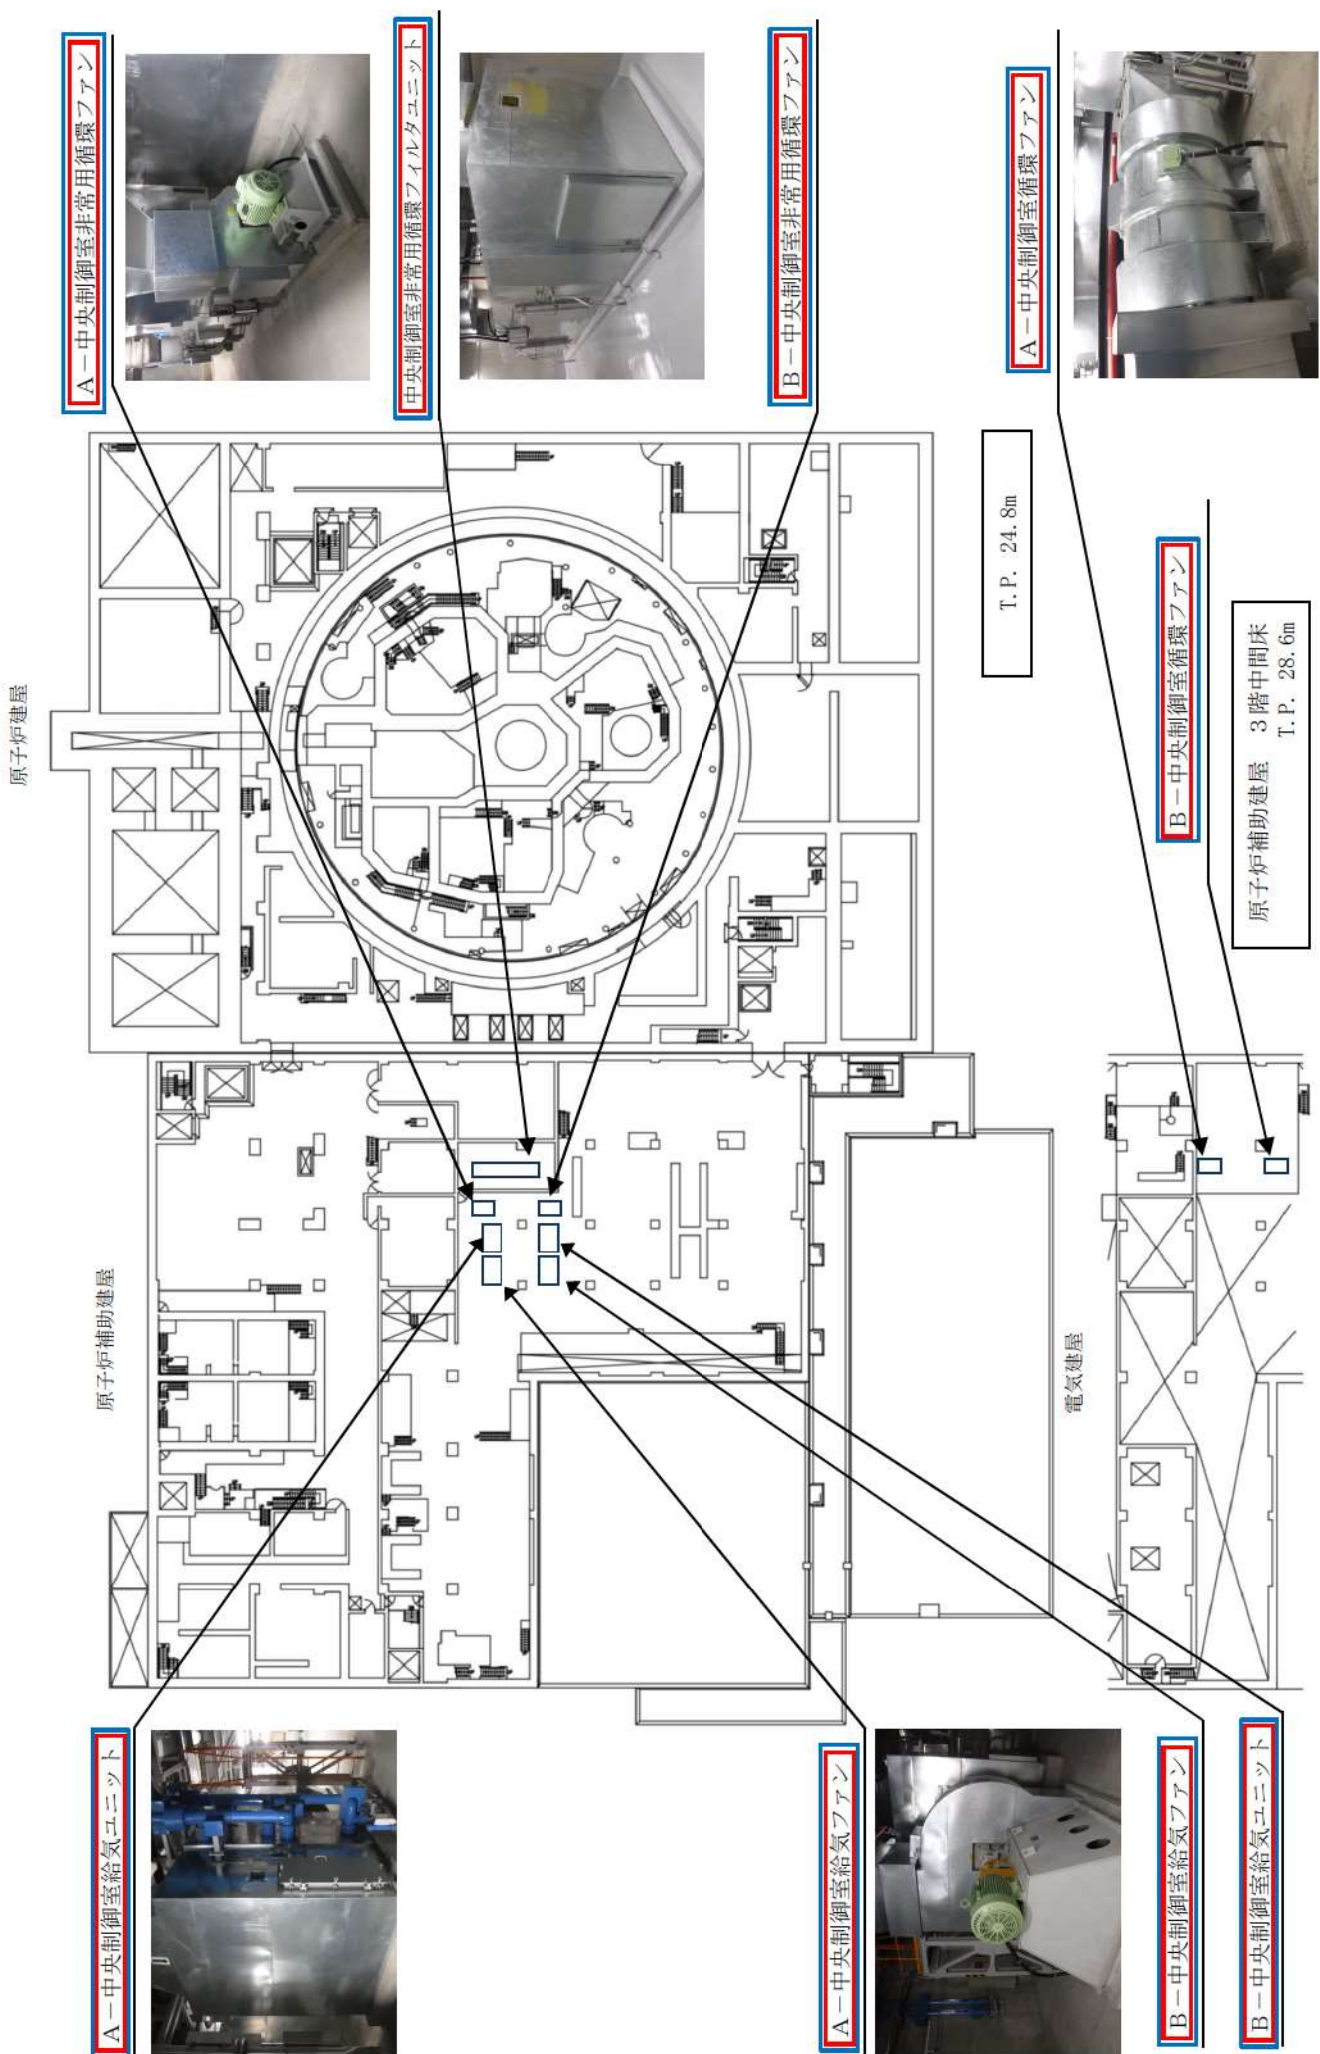 原子炉建屋
A－中央制御室非常用循環ファン
中央制御室非常用循環フィルタユニット
B－中央制御室非常用循環ファン
A－中央制御室循環ファン
T.P. 24.8m
B－中央制御室循環ファン
原子炉補助建屋　3階中間床
T.P. 28.6m
原子炉補助建屋
電気建屋
A－中央制御室給気ユニット
A－中央制御室給気ファン
B－中央制御室給気ファン
B－中央制御室給気ユニット